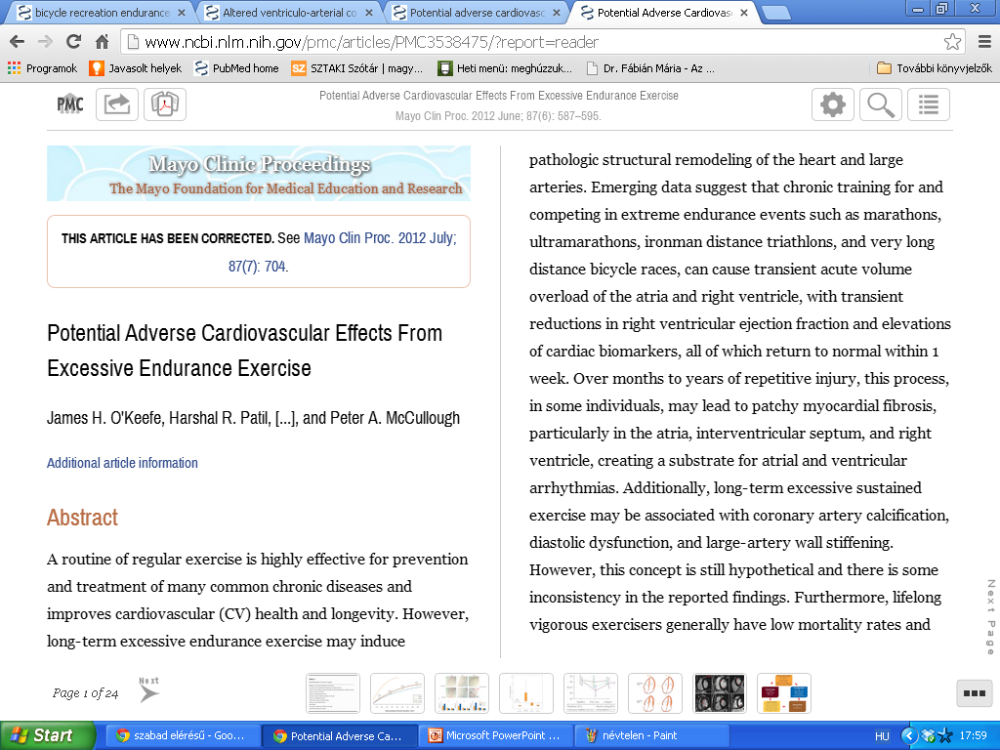 bicycle recreation endurance
Altered ventriculo-arterial co
Potential adverse cardiovasc
Potential Adverse Cardiovas
www.ncbi.nlm.nih.gov/pmc/articles/PMC3538475/?report=reader
Programok
Javasolt helyek
PubMed home
SZ
SZTAKI Szótár | magy...
Heti menü: meghúzzuk...
Dr. Fábián Mária - Az ...
További könyvjelzők
PMC
Potential Adverse Cardiovascular Effects From Excessive Endurance Exercise
Mayo Clin Proc. 2012 June; 87(6): 587–595.
Mayo Clinic Proceedings
The Mayo Foundation for Medical Education and Research
THIS ARTICLE HAS BEEN CORRECTED. See Mayo Clin Proc. 2012 July;
87(7): 704.
Potential Adverse Cardiovascular Effects From
Excessive Endurance Exercise
James H. O'Keefe, Harshal R. Patil, [...], and Peter A. McCullough
Additional article information
Abstract
A routine of regular exercise is highly effective for prevention
and treatment of many common chronic diseases and
improves cardiovascular (CV) health and longevity. However,
long-term excessive endurance exercise may induce
pathologic structural remodeling of the heart and large
arteries. Emerging data suggest that chronic training for and
competing in extreme endurance events such as marathons,
ultramarathons, ironman distance triathlons, and very long
distance bicycle races, can cause transient acute volume
overload of the atria and right ventricle, with transient
reductions in right ventricular ejection fraction and elevations
of cardiac biomarkers, all of which return to normal within 1
week. Over months to years of repetitive injury, this process,
in some individuals, may lead to patchy myocardial fibrosis,
particularly in the atria, interventricular septum, and right
ventricle, creating a substrate for atrial and ventricular
arrhythmias. Additionally, long-term excessive sustained
exercise may be associated with coronary artery calcification,
diastolic dysfunction, and large-artery wall stiffening.
However, this concept is still hypothetical and there is some
inconsistency in the reported findings. Furthermore, lifelong
vigorous exercisers generally have low mortality rates and
Next Page
Page 1 of 24
Next
Start
szabad elérésű - Goo...
Potential Adverse Ca...
Microsoft PowerPoint ...
névtelen - Paint
HU
17:59